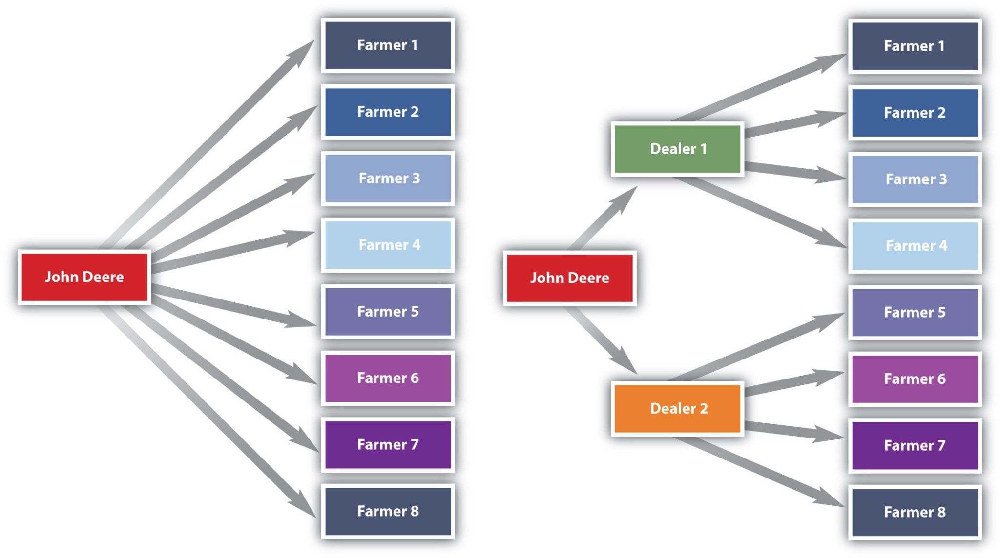 John Deere
Farmer 1
Farmer 2
Farmer 3
Farmer 4
Farmer 5
Farmer 6
Farmer 7
Farmer 8
John Deere
Dealer 1
Dealer 2
Farmer 1
Farmer 2
Farmer 3
Farmer 4
Farmer 5
Farmer 6
Farmer 7
Farmer 8